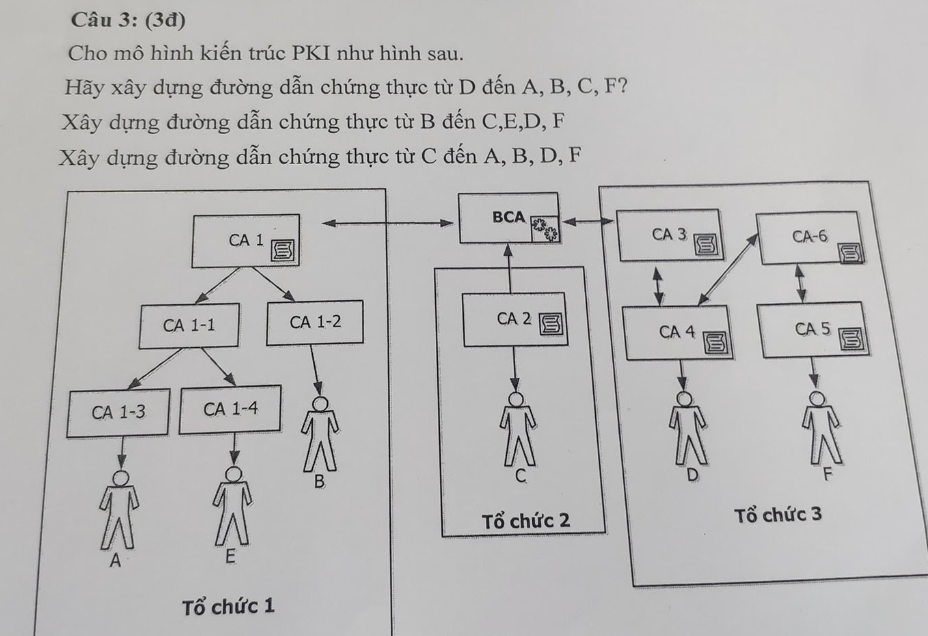 Câu 3: (3đ)
Cho mô hình kiến trúc PKI như hình sau.
Hãy xây dựng đường dẫn chứng thực từ D đến A, B, C, F?
Xây dựng đường dẫn chứng thực từ B đến C,E,D, F
Xây dựng đường dẫn chứng thực từ C đến A, B, D, F
CA 1
CA 1-1
CA 1-2
CA 1-3
CA 1-4
B
A
E
Tổ chức 1
BCA
CA 2
C
Tổ chức 2
CA 3
CA-6
CA 4
CA 5
D
F
Tổ chức 3